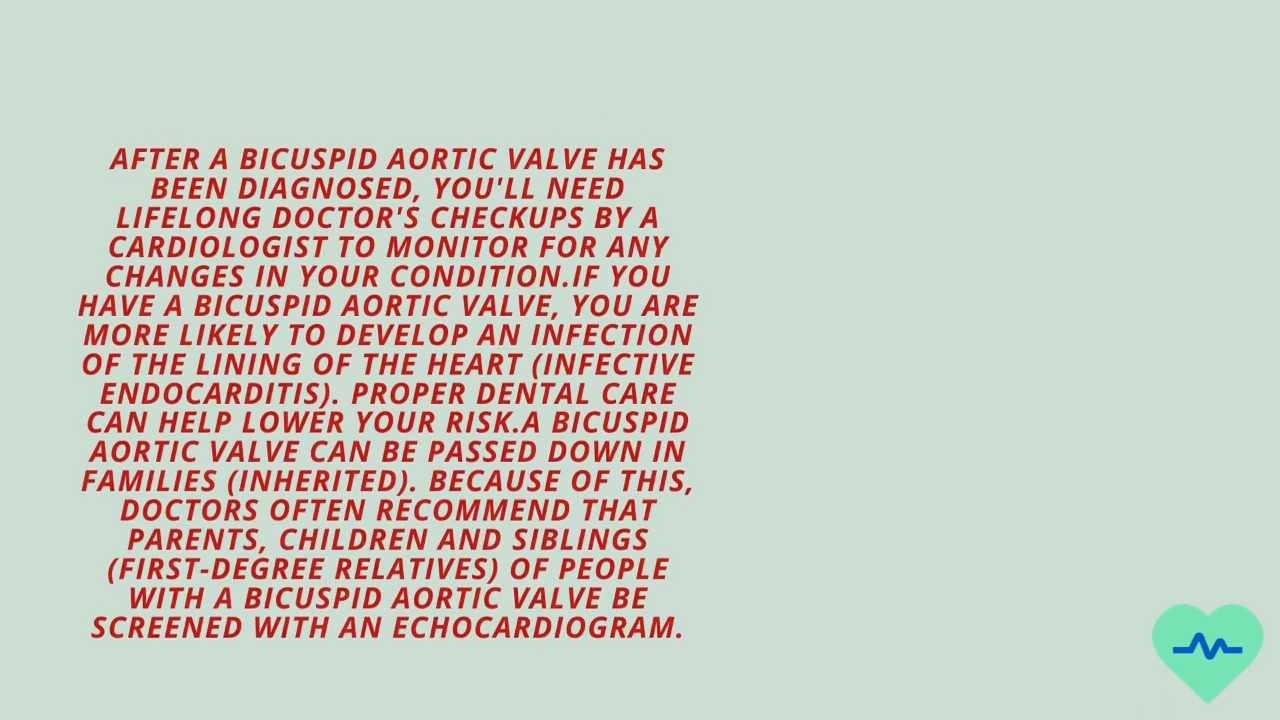 AFTER A BICUSPID AORTIC VALVE HAS
BEEN DIAGNOSED, YOU'LL NEED
LIFELONG DOCTOR'S CHECKUPS BY A
CARDIOLOGIST TO MONITOR FOR ANY
CHANGES IN YOUR CONDITION.IF YOU
HAVE A BICUSPID AORTIC VALVE, YOU ARE
MORE LIKELY TO DEVELOP AN INFECTION
OF THE LINING OF THE HEART (INFECTIVE
ENDOCARDITIS). PROPER DENTAL CARE
CAN HELP LOWER YOUR RISK.A BICUSPID
AORTIC VALVE CAN BE PASSED DOWN IN
FAMILIES (INHERITED). BECAUSE OF THIS,
DOCTORS OFTEN RECOMMEND THAT
PARENTS, CHILDREN AND SIBLINGS
(FIRST-DEGREE RELATIVES) OF PEOPLE
WITH A BICUSPID AORTIC VALVE BE
SCREENED WITH AN ECHOCARDIOGRAM.